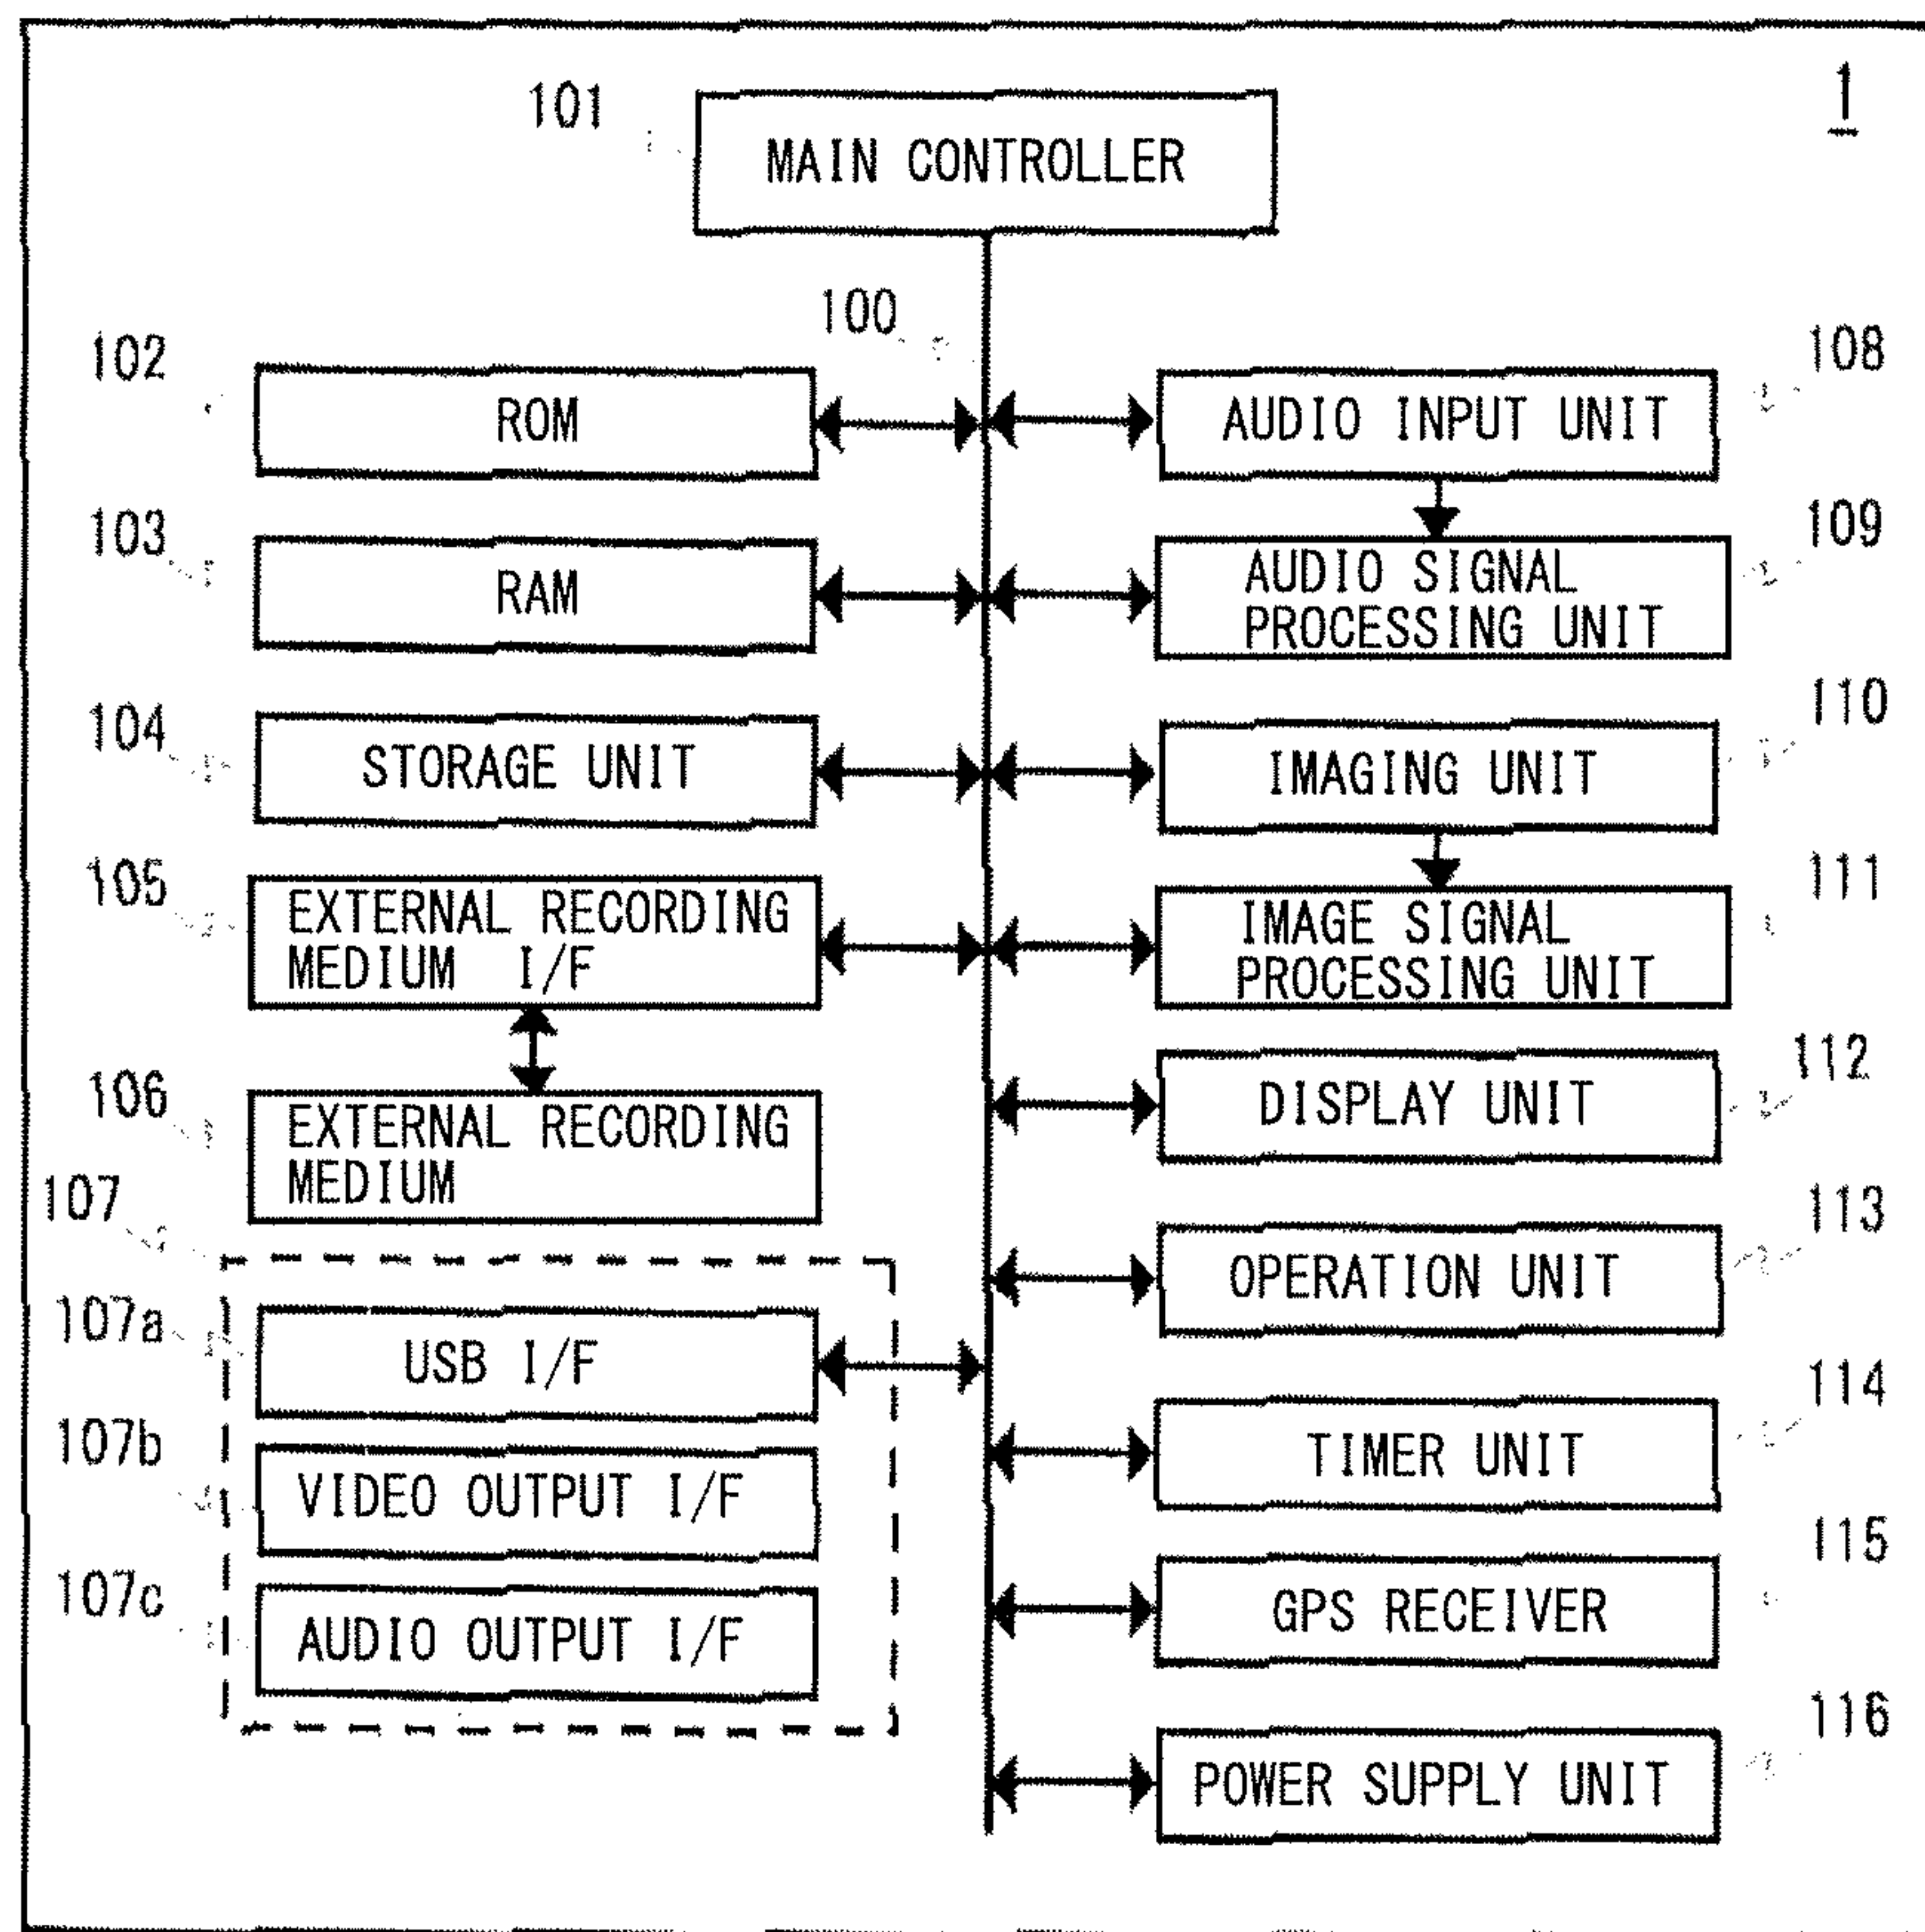 1
101
MAIN CONTROLLER
100
102
ROM
103
RAM
104
STORAGE UNIT
105
EXTERNAL RECORDING
MEDIUM I/F
106
EXTERNAL RECORDING
MEDIUM
107
107a
USB I/F
107b
VIDEO OUTPUT I/F
107c
AUDIO OUTPUT I/F
108
AUDIO INPUT UNIT
109
AUDIO SIGNAL
PROCESSING UNIT
110
IMAGING UNIT
111
IMAGE SIGNAL
PROCESSING UNIT
112
DISPLAY UNIT
113
OPERATION UNIT
114
TIMER UNIT
115
GPS RECEIVER
116
POWER SUPPLY UNIT